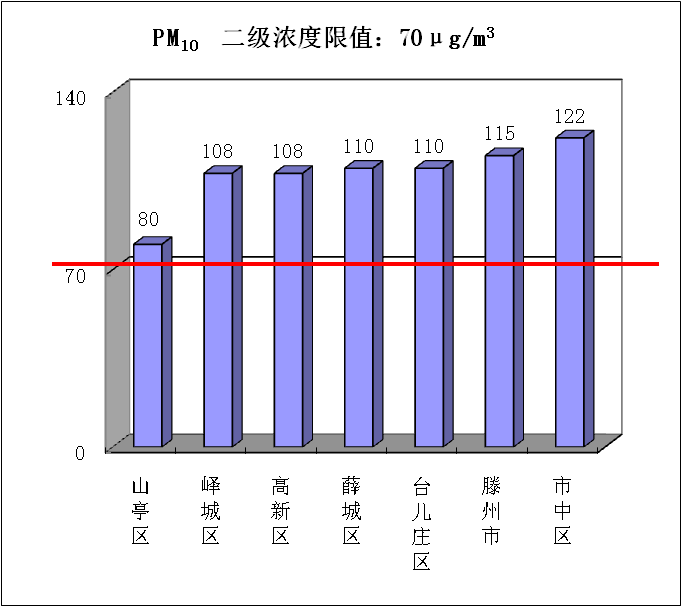 PM₁₀ 二级浓度限值：70μg/m³
140
70
0
80
108
108
110
110
115
122
山亭区
峄城区
高新区
薛城区
台儿庄区
滕州市
市中区